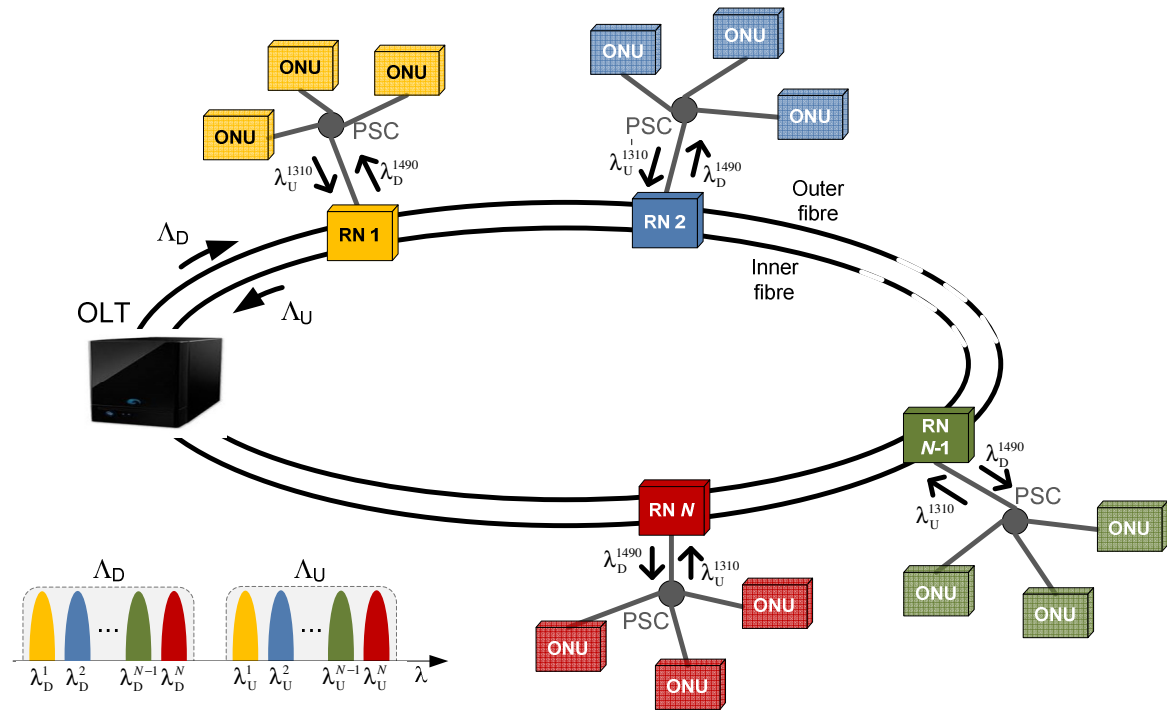 ONU
ONU
ONU
PSC
λ_U^1310
λ_D^1490
RN 1
ONU
ONU
ONU
PSC
λ_U^1310
λ_D^1490
RN 2
Outer
fibre
Inner
fibre
Λ_D
Λ_U
OLT
RN
N-1
λ_D^1490
λ_U^1310
PSC
ONU
ONU
ONU
RN N
λ_D^1490
λ_U^1310
PSC
ONU
ONU
ONU
Λ_D
Λ_U
... ...
λ_D^1 λ_D^2 λ_D^N−1 λ_D^N λ_U^1 λ_U^2 λ_U^N−1 λ_U^N λ